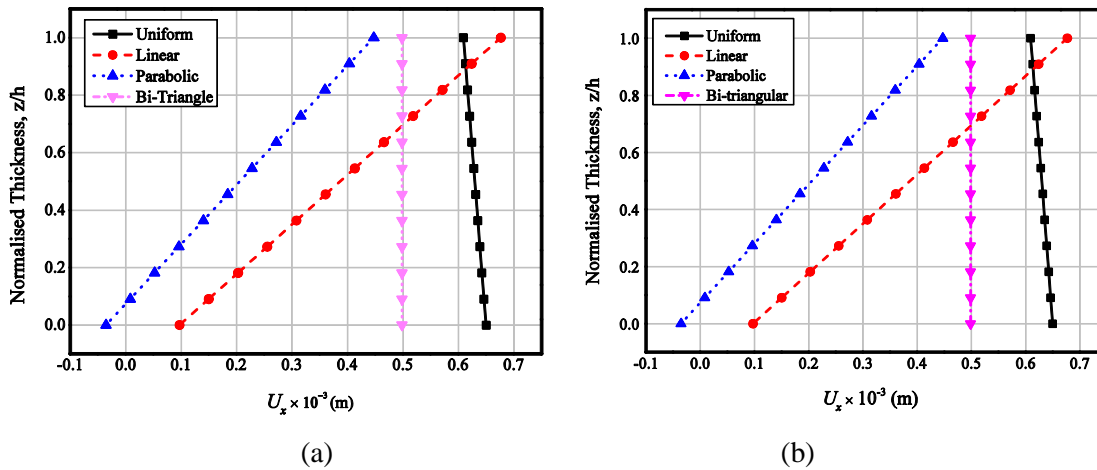 Uniform
Linear
Parabolic
Bi-Triangle
Normalised Thickness, z/h
1.0
0.8
0.6
0.4
0.2
0.0
-0.1 0.0 0.1 0.2 0.3 0.4 0.5 0.6 0.7
U_x × 10⁻³ (m)
(a)
Uniform
Linear
Parabolic
Bi-triangular
Normalised Thickness, z/h
1.0
0.8
0.6
0.4
0.2
0.0
-0.1 0.0 0.1 0.2 0.3 0.4 0.5 0.6 0.7
U_x × 10⁻³ (m)
(b)